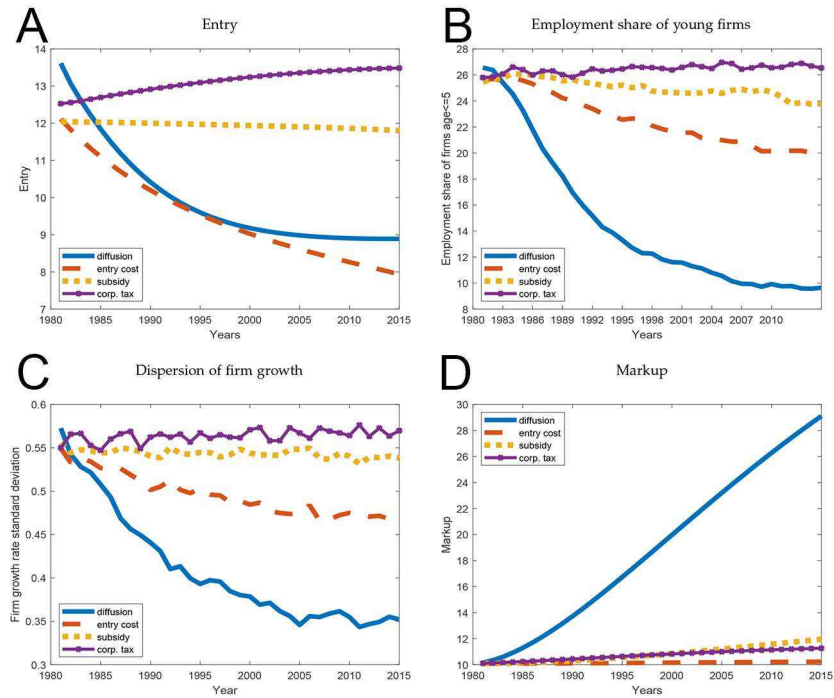 A
Entry
14
13
12
11
10
9
8
7
Entry
diffusion
entry cost
subsidy
corp. tax
1980 1985 1990 1995 2000 2005 2010 2015
Years
B
Employment share of young firms
28
26
24
22
20
18
16
14
12
10
8
Employment share of firms age<=5
diffusion
entry cost
subsidy
corp. tax
1980 1983 1986 1989 1992 1995 1998 2001 2004 2007 2010
Years
C
Dispersion of firm growth
0.6
0.55
0.5
0.45
0.4
0.35
0.3
Firm growth rate standard deviation
diffusion
entry cost
subsidy
corp. tax
1980 1985 1990 1995 2000 2005 2010 2015
Year
D
Markup
30
28
26
24
22
20
18
16
14
12
10
Markup
diffusion
entry cost
subsidy
corp. tax
1980 1985 1990 1995 2000 2005 2010 2015
Years